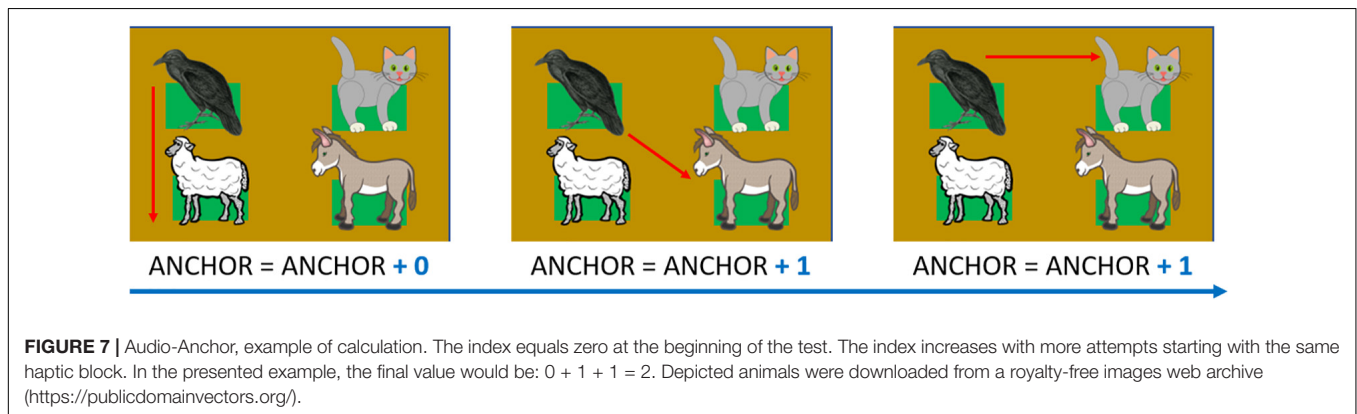 ANCHOR = ANCHOR + 0
ANCHOR = ANCHOR + 1
ANCHOR = ANCHOR + 1
FIGURE 7 | Audio-Anchor, example of calculation. The index equals zero at the beginning of the test. The index increases with more attempts starting with the same
haptic block. In the presented example, the final value would be: 0 + 1 + 1 = 2. Depicted animals were downloaded from a royalty-free images web archive
(https://publicdomainvectors.org/).